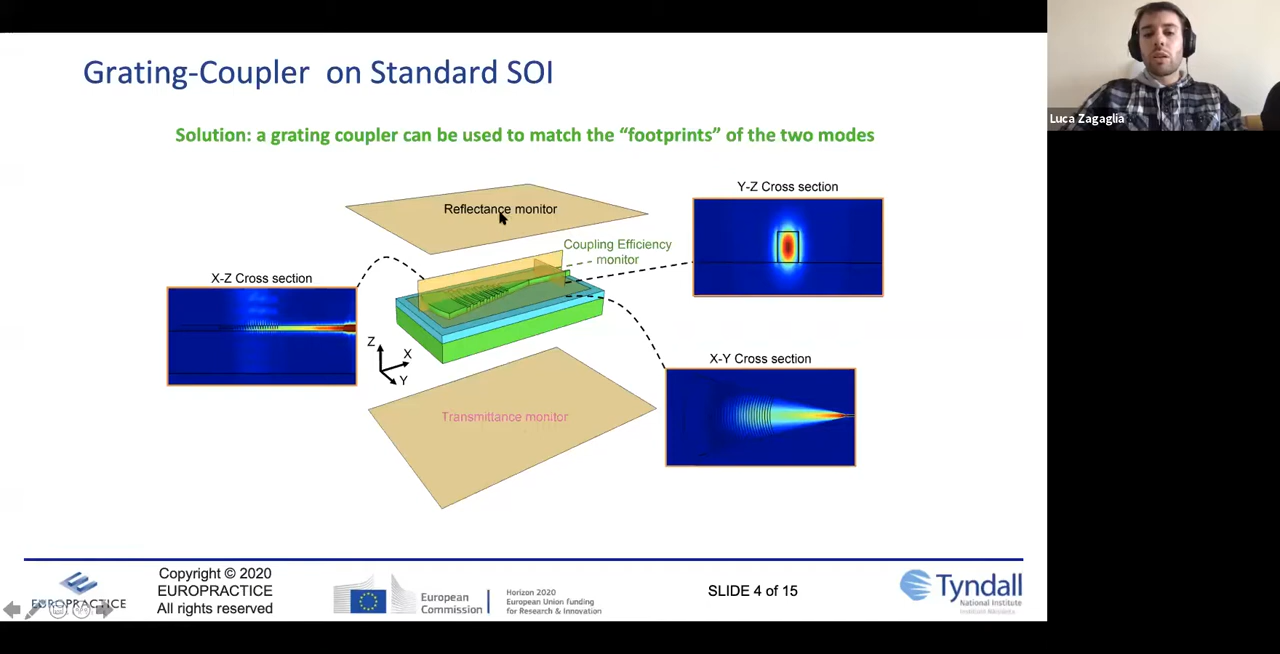 Grating-Coupler on Standard SOI
Luca Zagaglia
Solution: a grating coupler can be used to match the “footprints” of the two modes
Reflectance monitor
Y-Z Cross section
Coupling Efficiency
monitor
X-Z Cross section
Z
X
Y
X-Y Cross section
Transmittance monitor
EUROPRACTICE
Copyright © 2020
EUROPRACTICE
All rights reserved
European
Commission
Horizon 2020
European Union funding
for Research & Innovation
SLIDE 4 of 15
Tyndall
National Institute